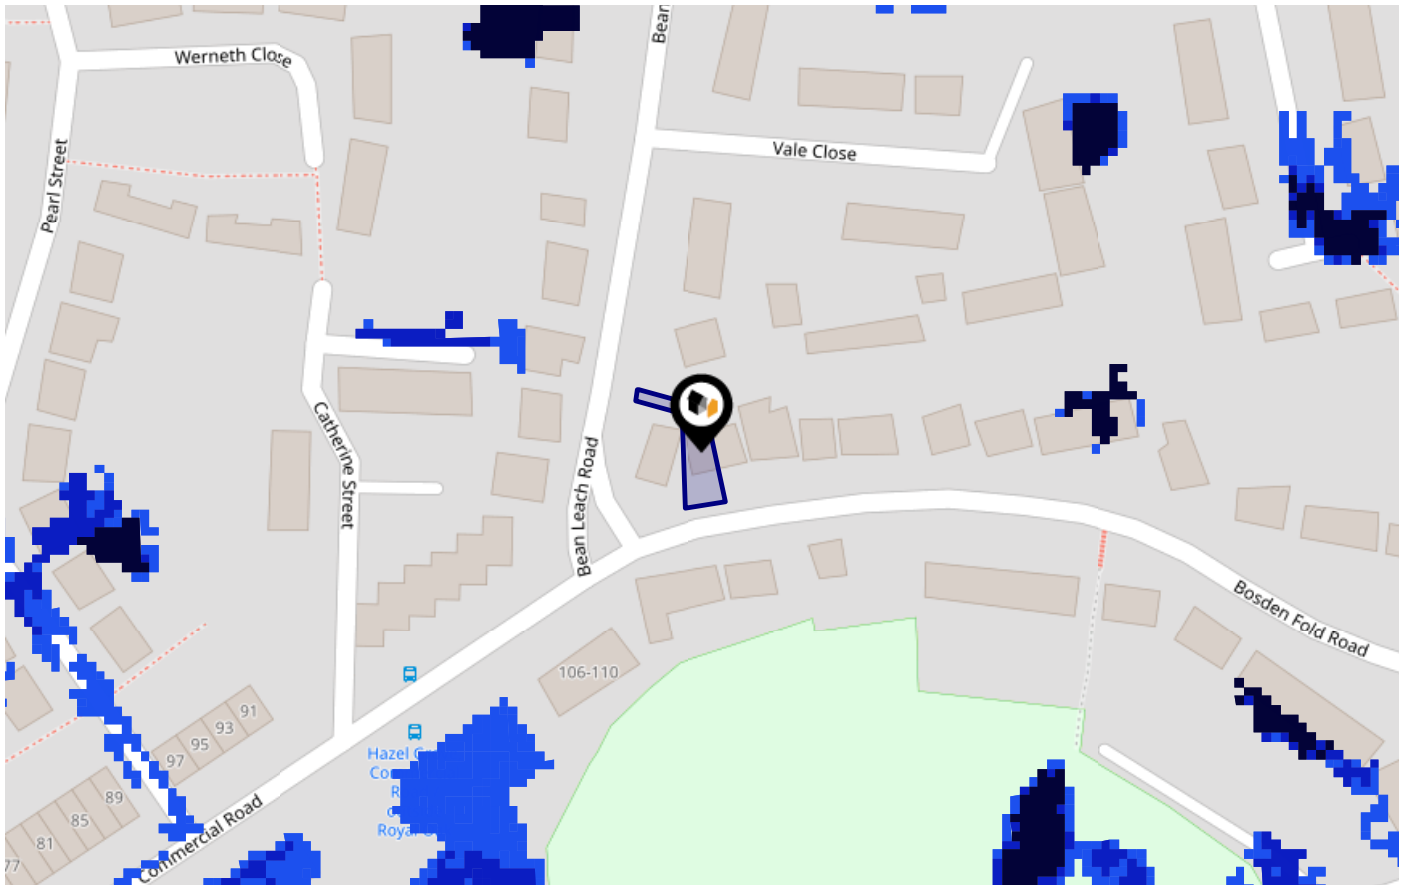 Bean
Werneth Close
Pearl Street
Vale Close
Catherine Street
Bean Leach Road
Bosden Fold Road
106-110
91
93
95
97
89
85
81
77
Hazel
Royal
Commercial Road